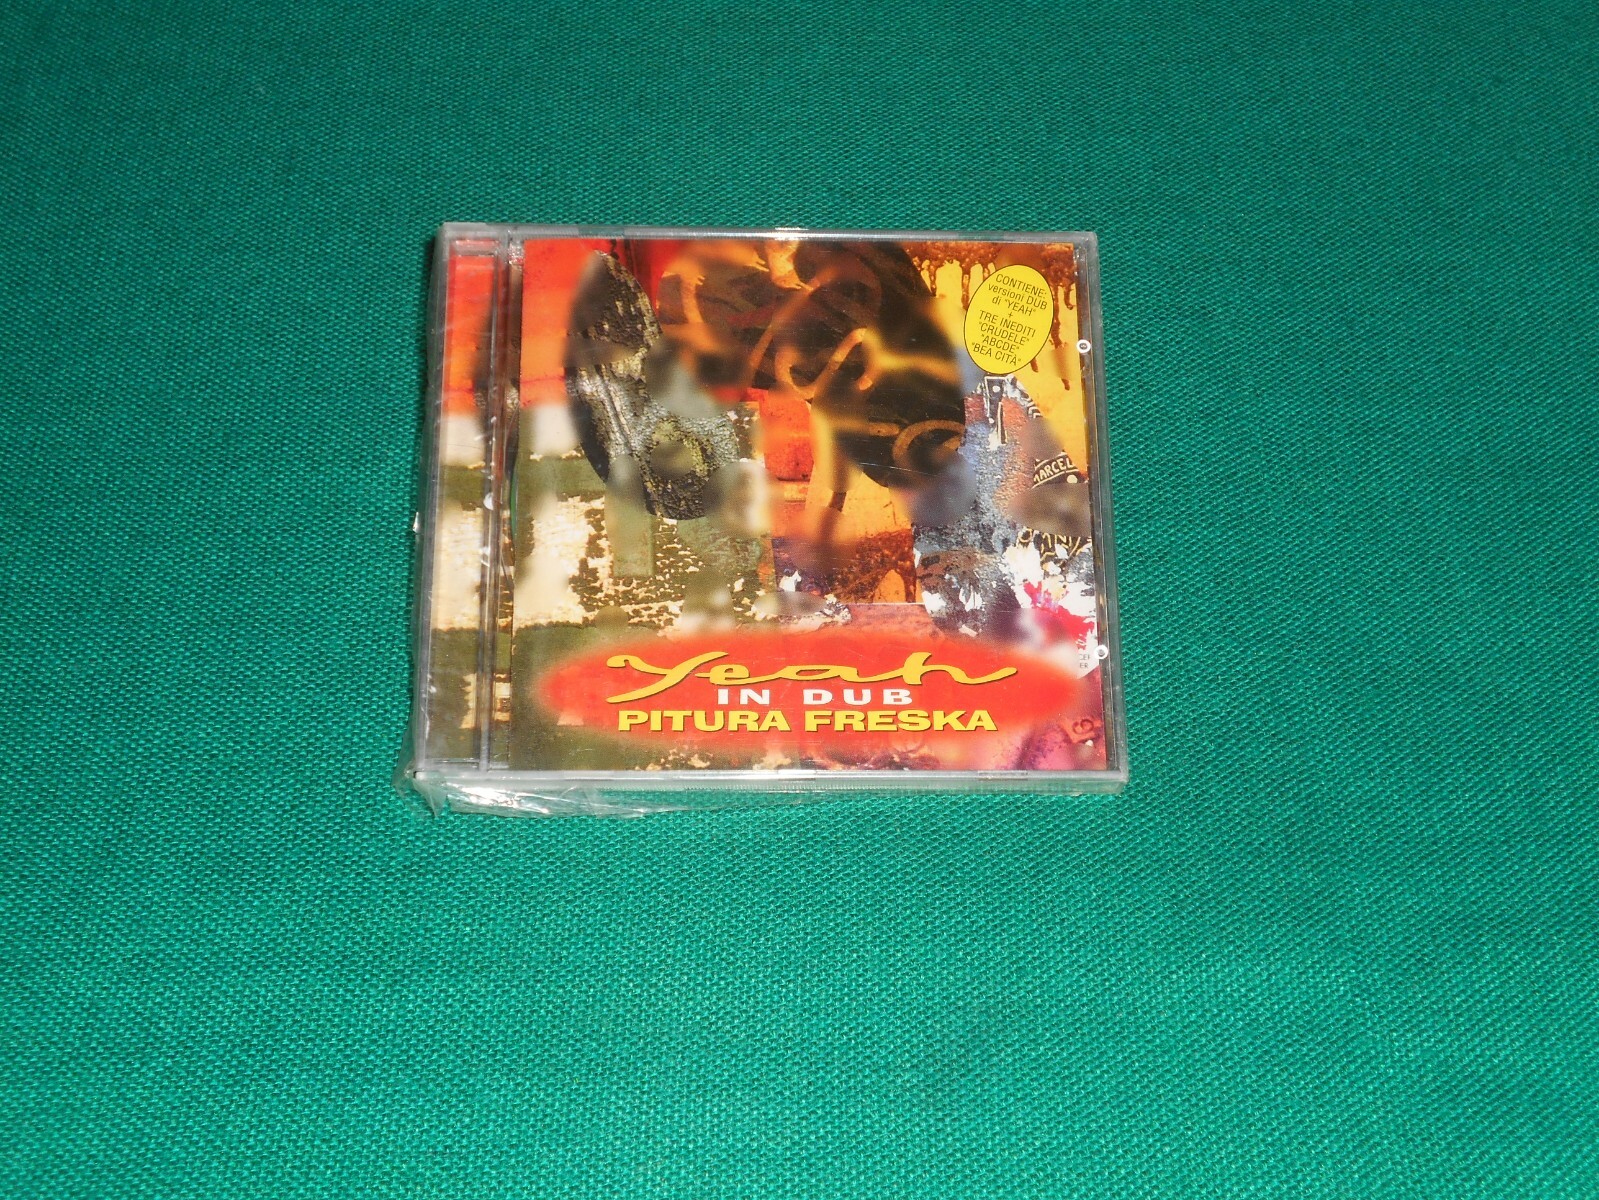 CONTIENE:
versioni DUB
di "YEAH"
+
TRE INEDITI
"CRUDELE"
"ABCDE"
"BEA CITÀ"
MARCEL
Yeah
IN DUB
PITURA FRESKA